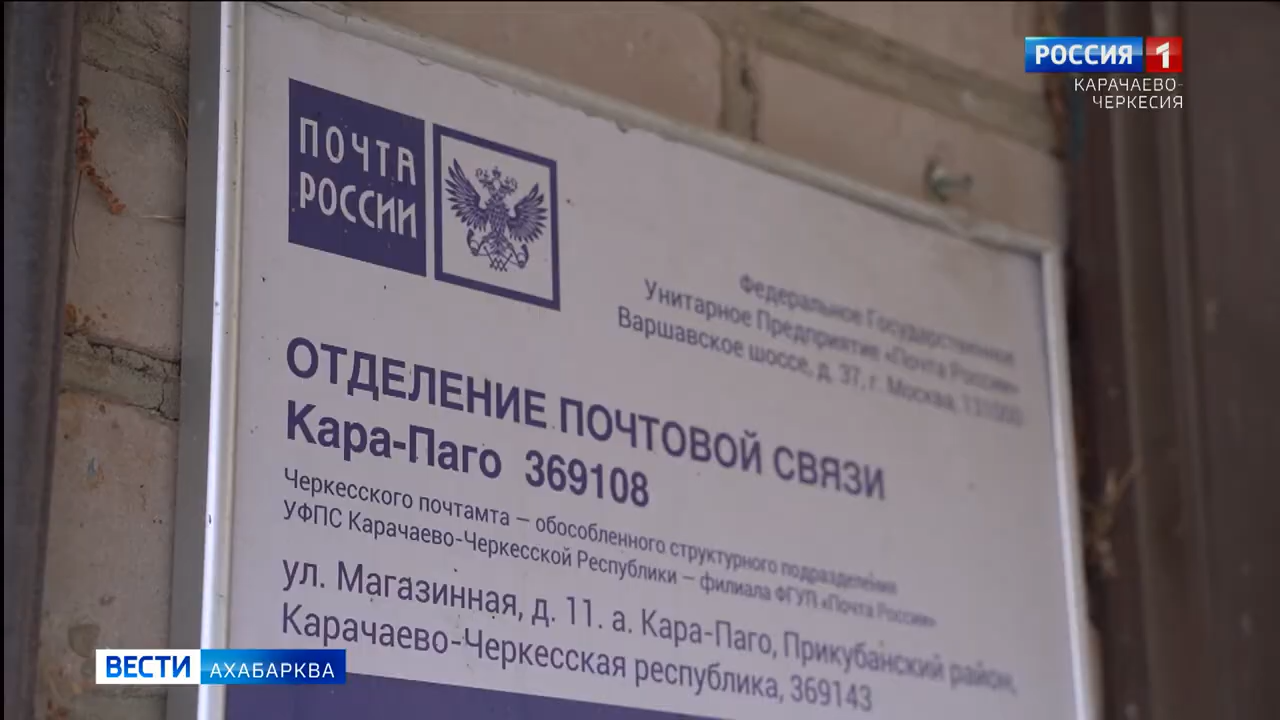 РОССИЯ 1
КАРАЧАЕВО-
ЧЕРКЕСИЯ
ПОЧТА
РОССИИ
Федеральное Государственное
Унитарное Предприятие «Почта России»
Варшавское шоссе, д. 37, г. Москва, 131000
ОТДЕЛЕНИЕ ПОЧТОВОЙ СВЯЗИ
Кара-Паго 369108
Черкесского почтамта – обособленного структурного подразделения
УФПС Карачаево-Черкесской Республики – филиала ФГУП «Почта России»
ул. Магазинная, д. 11. а. Кара-Паго, Прикубанский район,
Карачаево-Черкесская республика, 369143
ВЕСТИ АХАБАРКВА